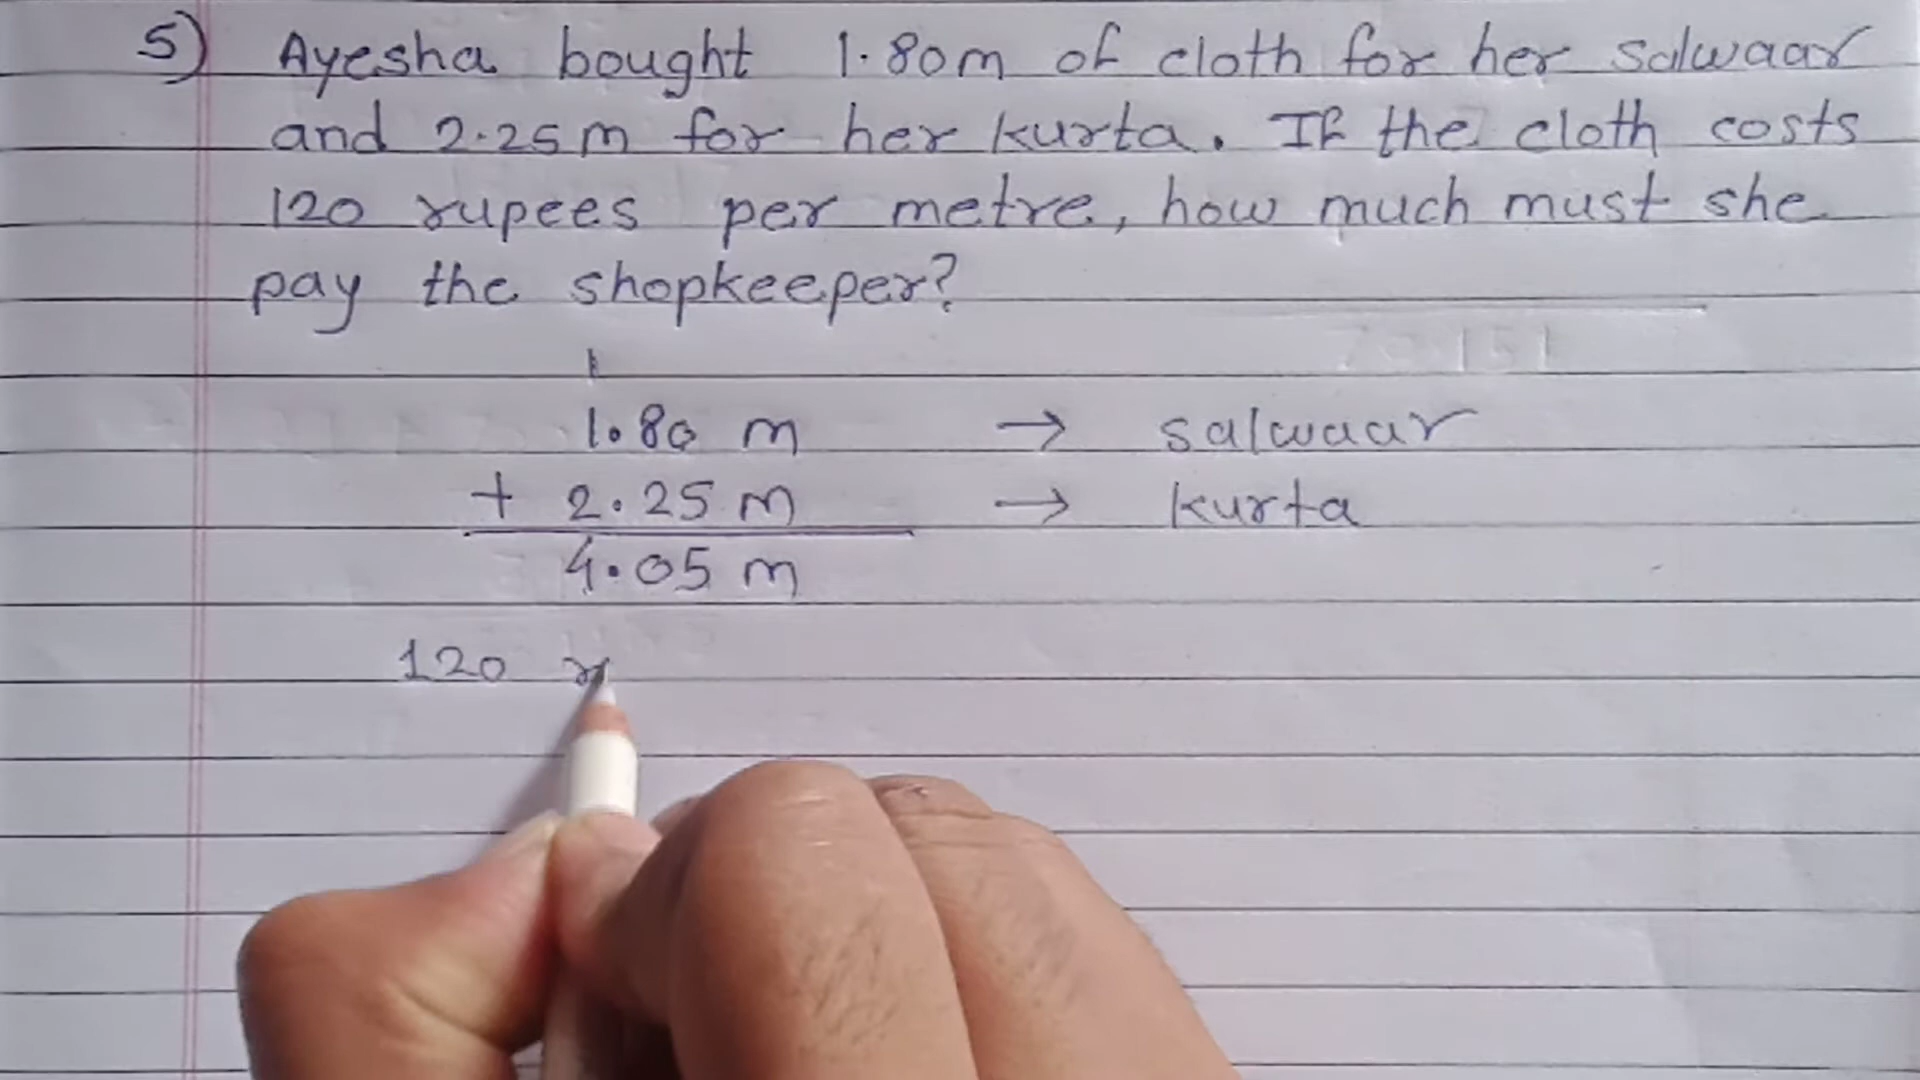 5) Ayesha bought 1.80m of cloth for her salwaar
and 2.25m for her kurta. If the cloth costs
120 rupees per metre, how much must she
pay the shopkeeper?
1
1.80 m → salwaar
+ 2.25 m → kurta
4.05 m
120 r